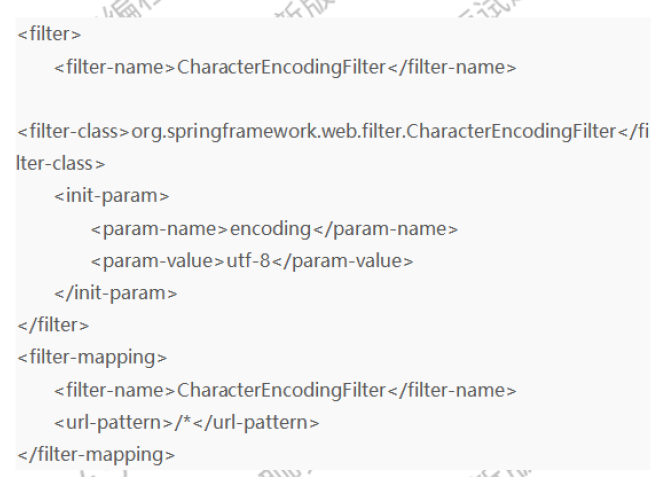 <filter>
<filter-name>CharacterEncodingFilter</filter-name>
<filter-class>org.springframework.web.filter.CharacterEncodingFilter</fi
lter-class>
<init-param>
<param-name>encoding</param-name>
<param-value>utf-8</param-value>
</init-param>
</filter>
<filter-mapping>
<filter-name>CharacterEncodingFilter</filter-name>
<url-pattern>/*</url-pattern>
</filter-mapping>